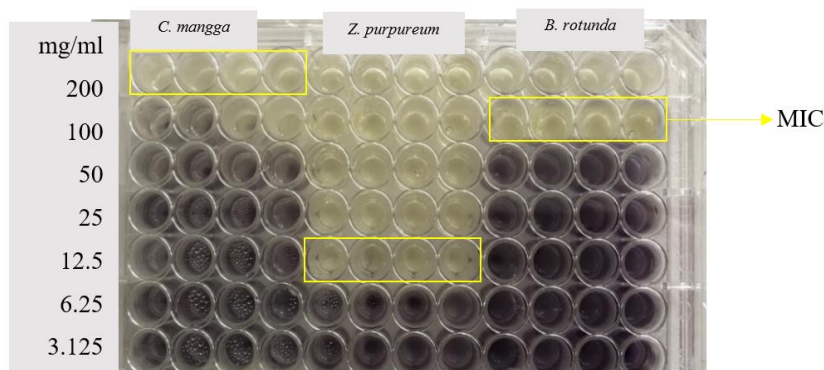 C. mangga
Z. purpureum
B. rotunda
mg/ml
200
100
50
25
12.5
6.25
3.125
MIC